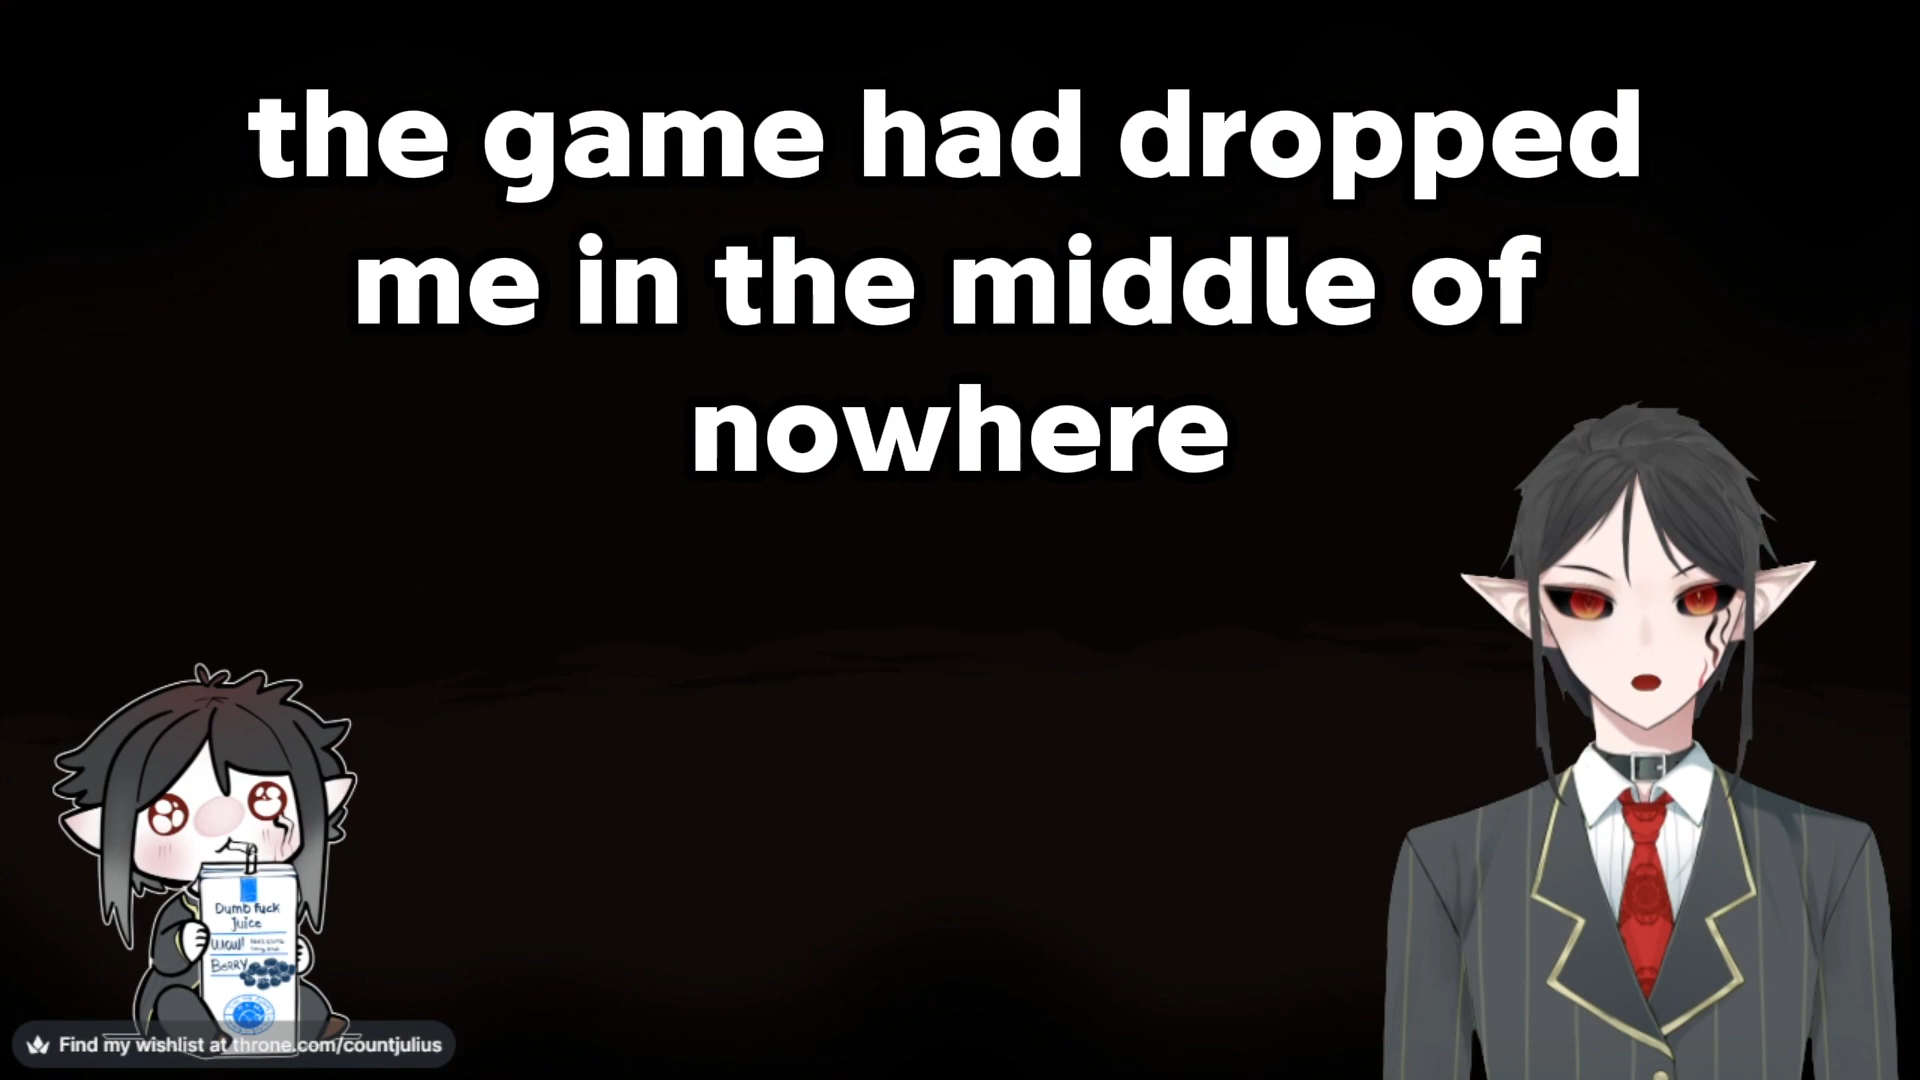 the game had dropped
me in the middle of
nowhere
Dumb Fuck
Juice
WOW!
BERRY
Find my wishlist at throne.com/countjulius